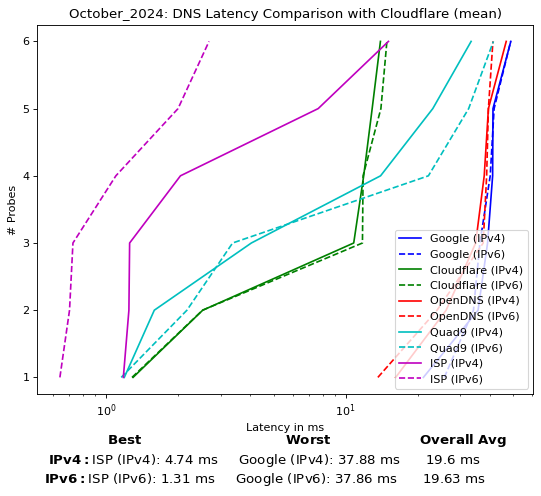 October_2024: DNS Latency Comparison with Cloudflare (mean)
# Probes
6
5
4
3
2
1
Google (IPv4)
Google (IPv6)
Cloudflare (IPv4)
Cloudflare (IPv6)
OpenDNS (IPv4)
OpenDNS (IPv6)
Quad9 (IPv4)
Quad9 (IPv6)
ISP (IPv4)
ISP (IPv6)
10⁰ 10¹
Latency in ms
Best Worst Overall Avg
IPv4: ISP (IPv4): 4.74 ms Google (IPv4): 37.88 ms 19.6 ms
IPv6: ISP (IPv6): 1.31 ms Google (IPv6): 37.86 ms 19.63 ms